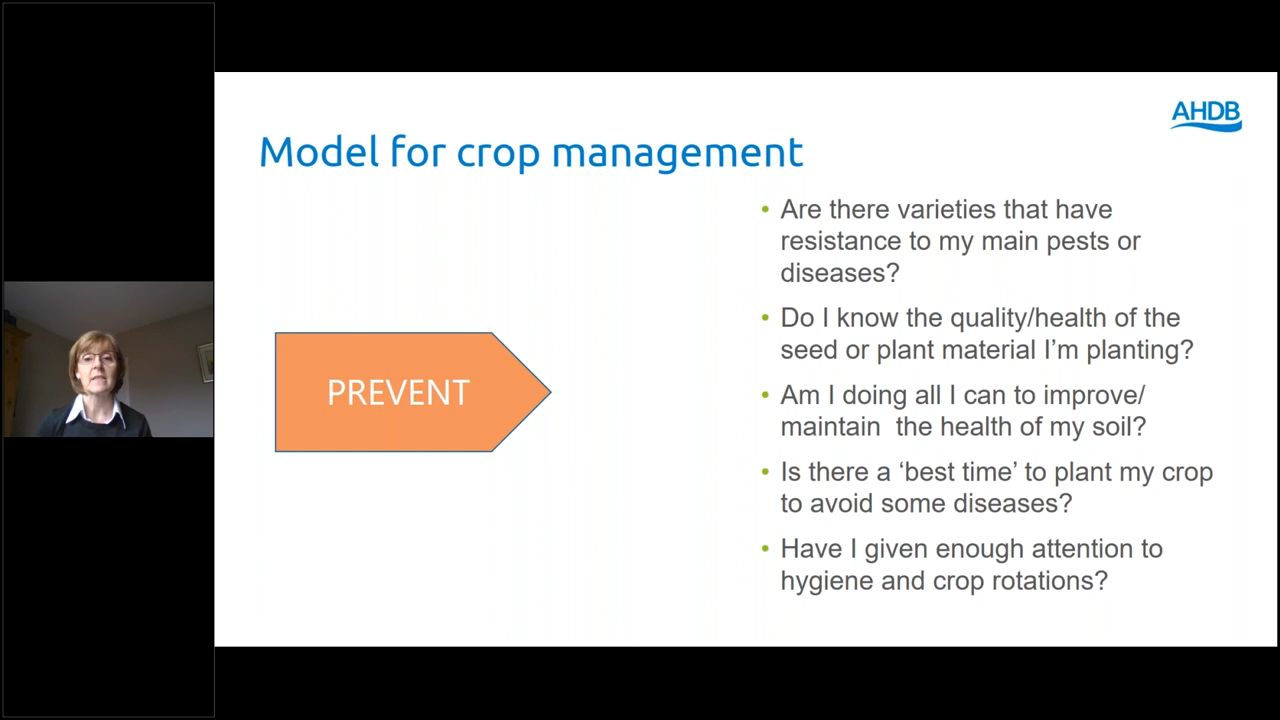 AHDB
Model for crop management
PREVENT
• Are there varieties that have
resistance to my main pests or
diseases?
• Do I know the quality/health of the
seed or plant material I’m planting?
• Am I doing all I can to improve/
maintain  the health of my soil?
• Is there a ‘best time’ to plant my crop
to avoid some diseases?
• Have I given enough attention to
hygiene and crop rotations?